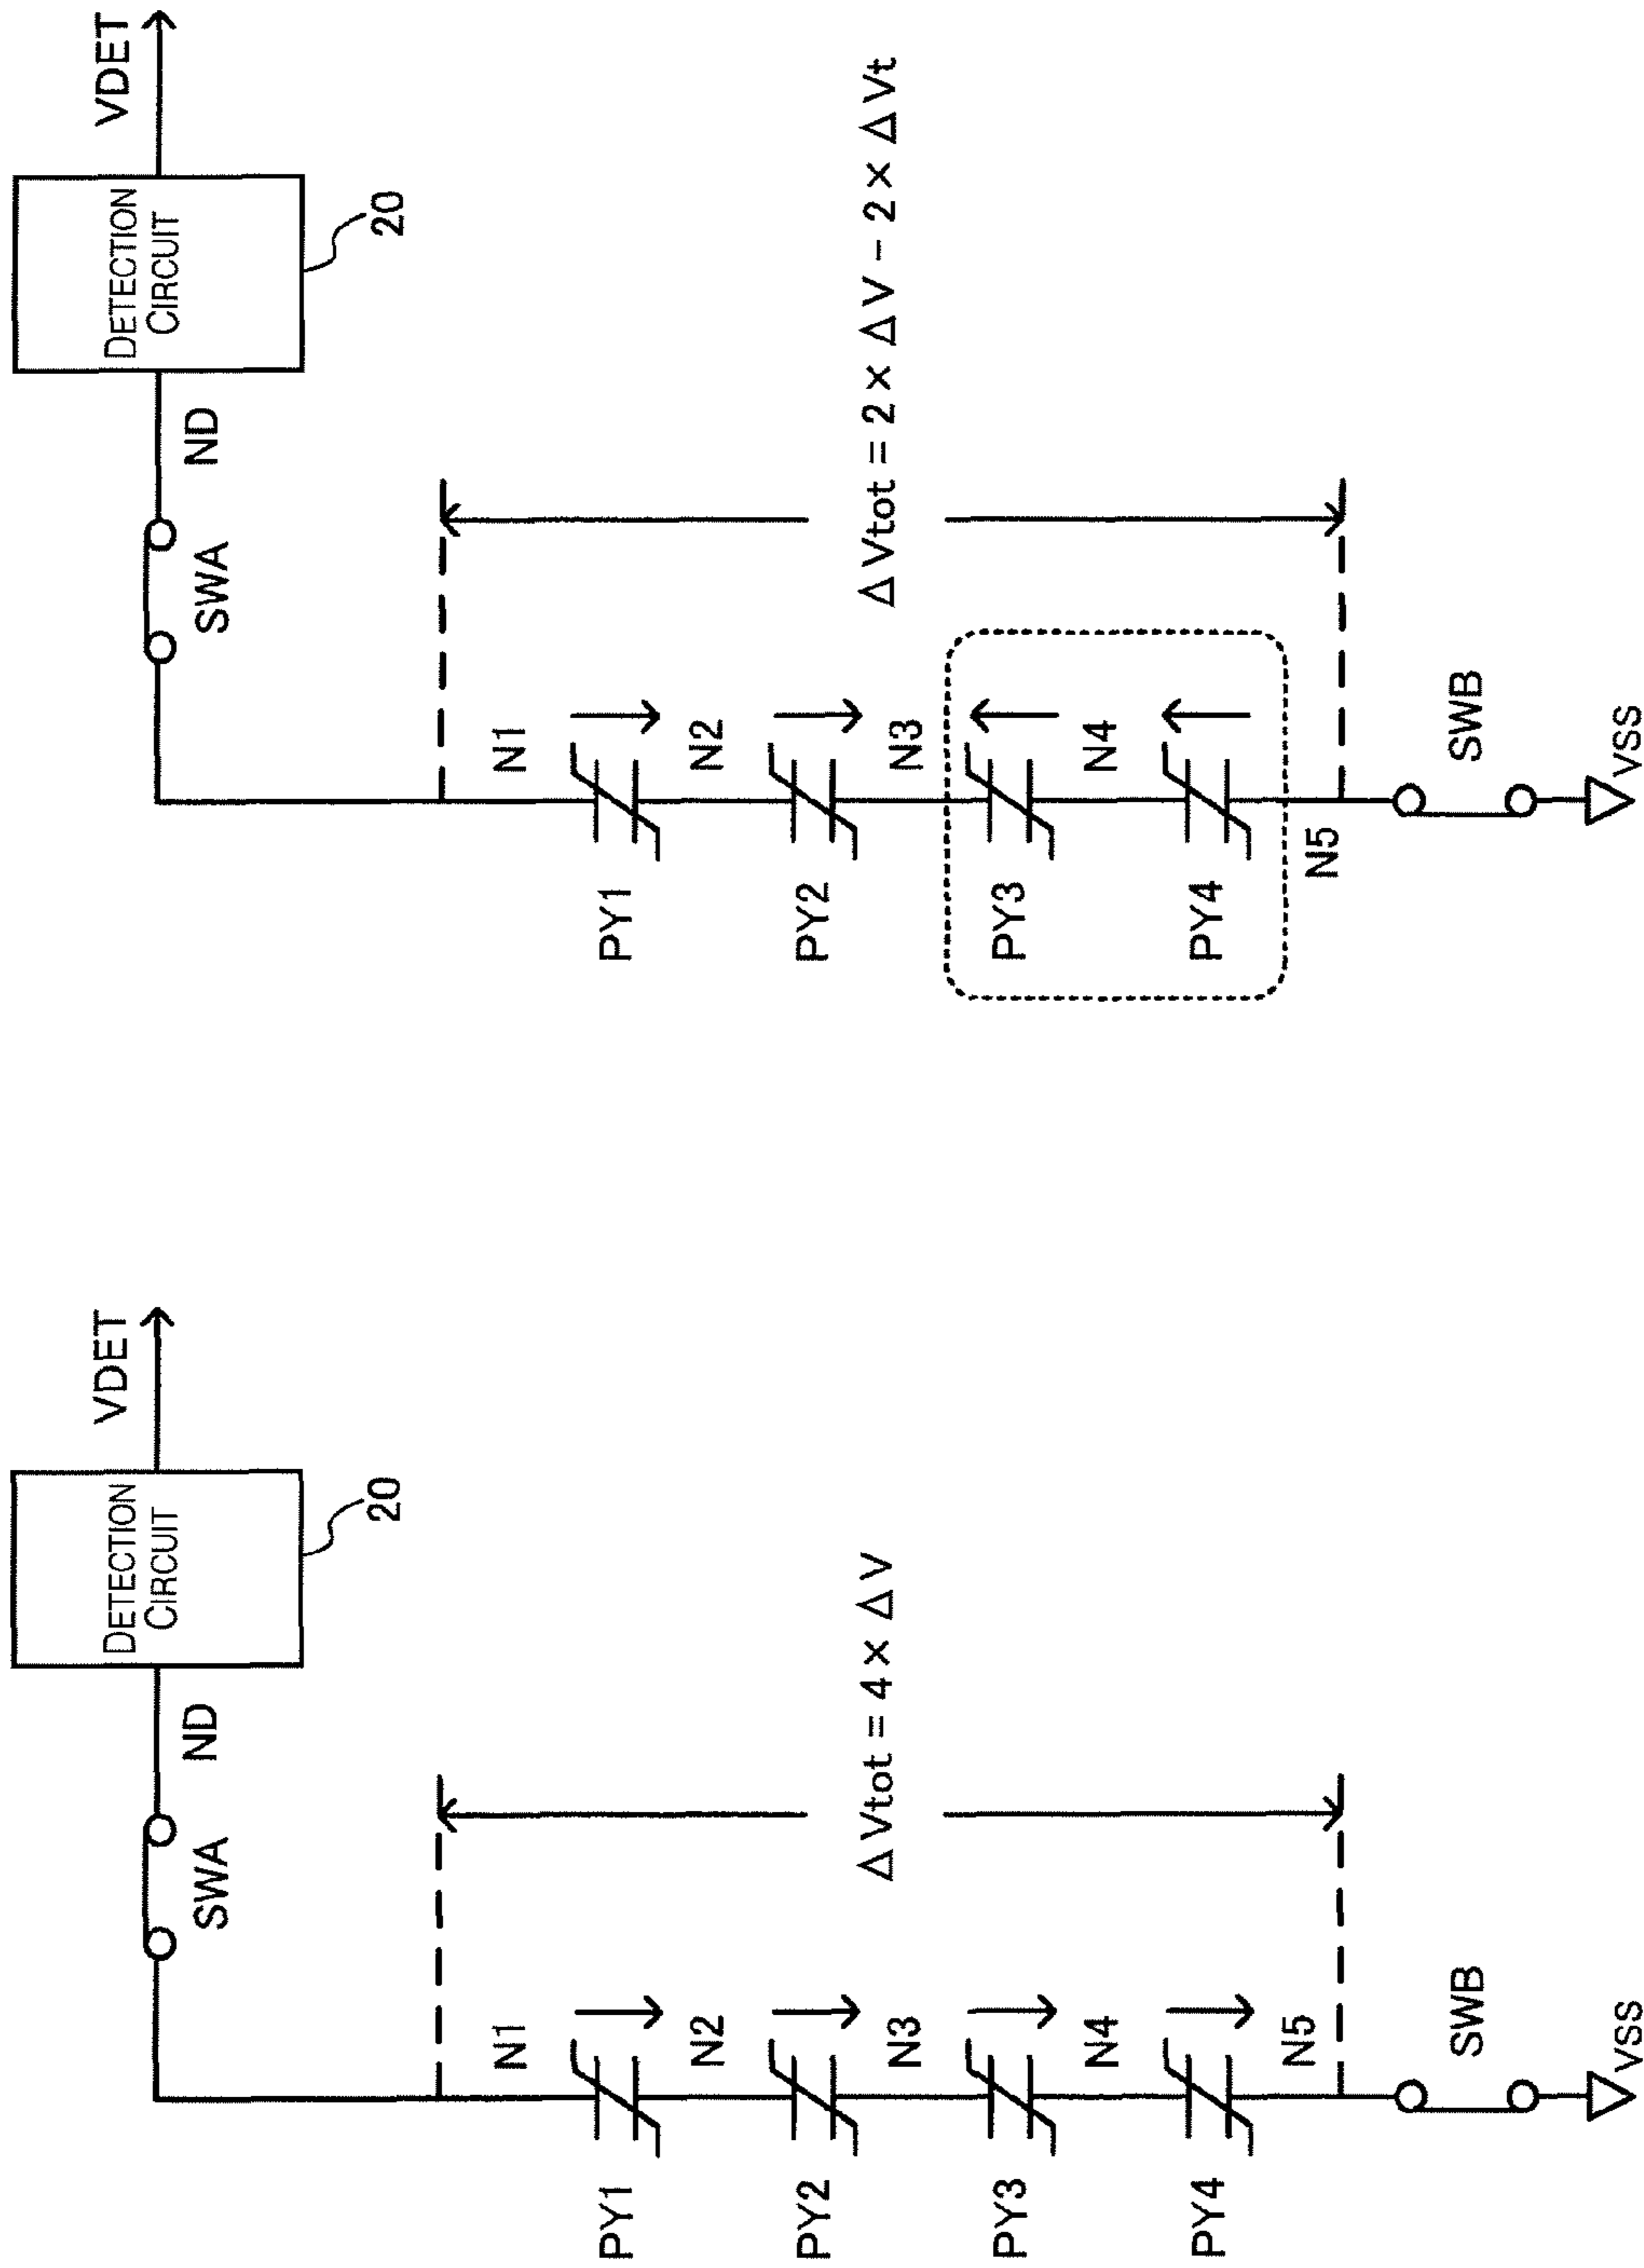 VDET
DETECTION
CIRCUIT
20
ND
SWA
N1
PY1
N2
PY2
N3
PY3
N4
PY4
N5
SWB
VSS
ΔVtot = 4 × ΔV
VDET
DETECTION
CIRCUIT
20
ND
SWA
N1
PY1
N2
PY2
N3
PY3
N4
PY4
N5
SWB
VSS
ΔVtot = 2 × ΔV − 2 × ΔVt